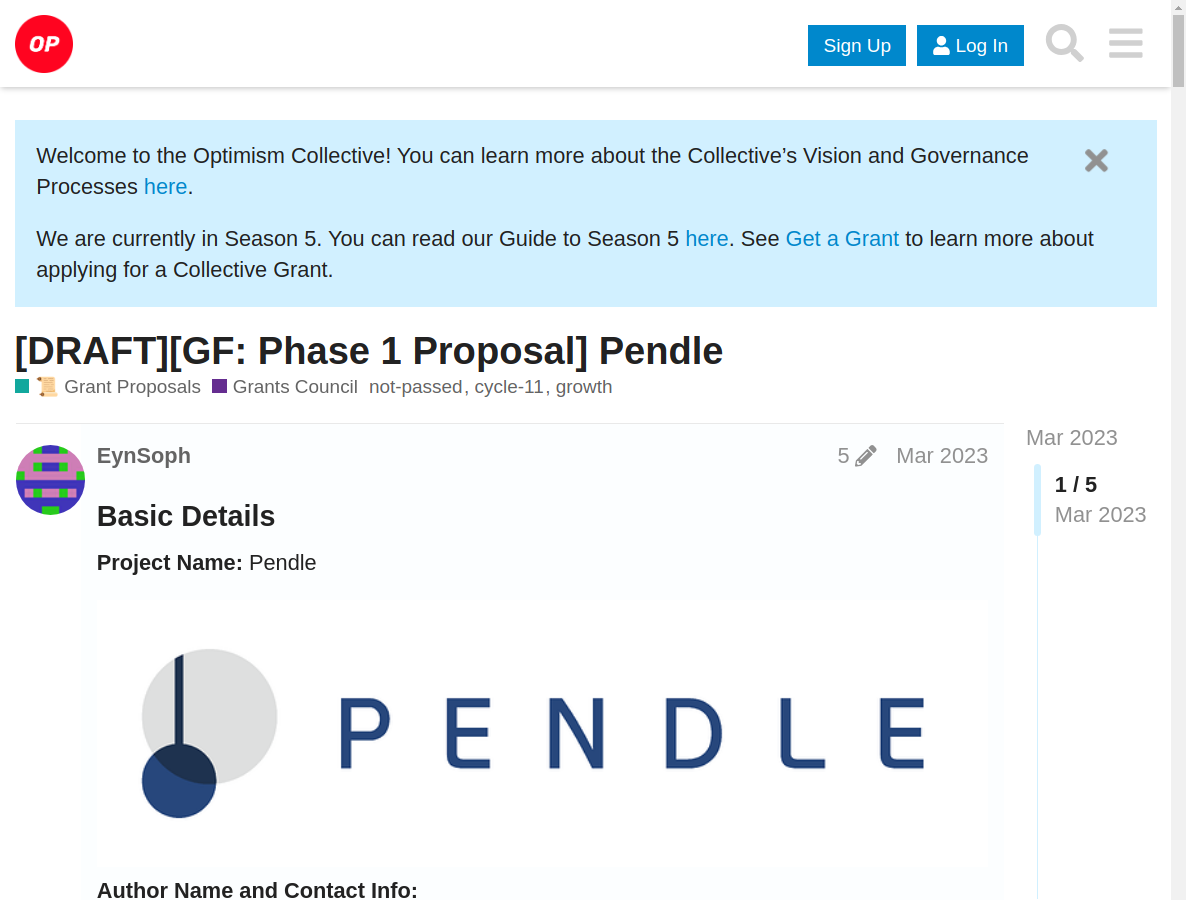 OP
Sign Up
Log In
Welcome to the Optimism Collective! You can learn more about the Collective’s Vision and Governance
Processes here.
We are currently in Season 5. You can read our Guide to Season 5 here. See Get a Grant to learn more about
applying for a Collective Grant.
[DRAFT][GF: Phase 1 Proposal] Pendle
Grant Proposals Grants Council not-passed, cycle-11, growth
EynSoph 5 Mar 2023
Mar 2023
1 / 5
Mar 2023
Basic Details
Project Name: Pendle
PENDLE
Author Name and Contact Info: